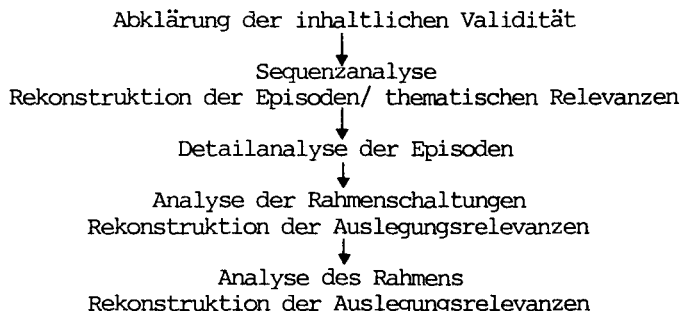 Abklärung der inhaltlichen Validität
Sequenzanalyse
Rekonstruktion der Episoden/ thematischen Relevanzen
Detailanalyse der Episoden
Analyse der Rahmenschaltungen
Rekonstruktion der Auslegungsrelevanzen
Analyse des Rahmens
Rekonstruktion der Auslegungsrelevanzen